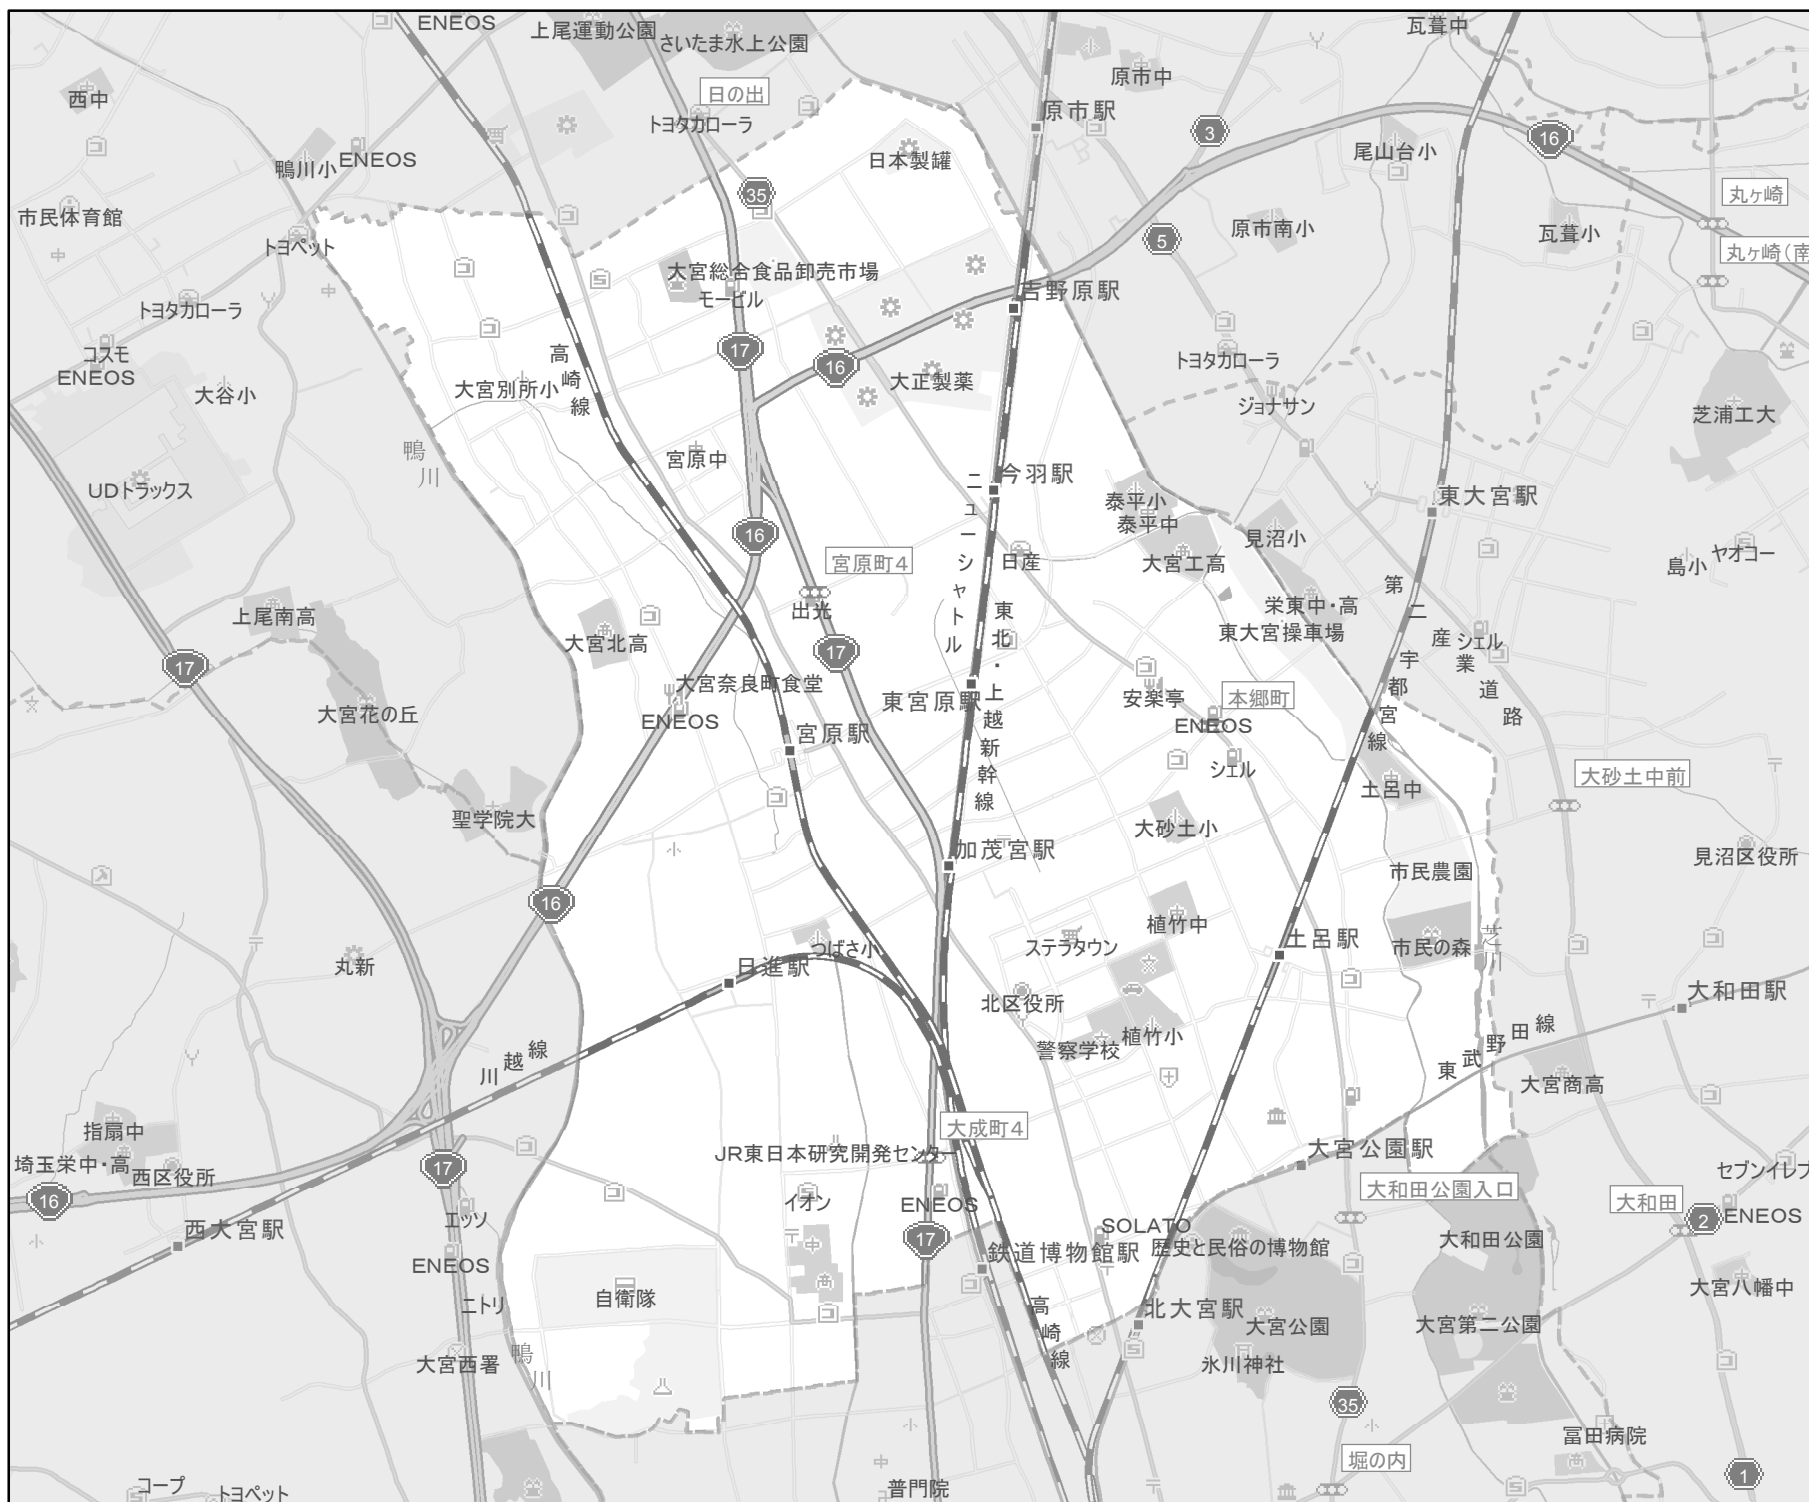 ENEOS
上尾運動公園
さいたま水上公園
瓦葺中
西中
日の出
トヨタカローラ
原市中
原市駅
3
16
鴨川小
ENEOS
日本製罐
尾山台小
35
丸ヶ崎
市民体育館
トヨペット
5
原市南小
瓦葺小
丸ヶ崎(南
大宮総合食品卸売市場
モービル
吉野原駅
トヨタカローラ
コスモ
ENEOS
高崎線
17
16
トヨタカローラ
大谷小
大宮別所小
大正製薬
ジョナサン
芝浦工大
鴨川
宮原中
UDトラックス
今羽駅
泰平小
泰平中
東大宮駅
ニューシャトル
16
宮原町4
日産
大宮工高
見沼小
島小
ヤオコー
上尾南高
出光
栄東中・高
東大宮操車場
第二産業道路
シェル
17
大宮北高
17
東北・上越新幹線
宇都宮線
大宮奈良町食堂
東宮原駅
安楽亭
本郷町
大宮花の丘
ENEOS
ENEOS
宮原駅
シェル
土呂中
大砂土中前
聖学院大
大砂土小
加茂宮駅
見沼区役所
市民農園
16
植竹中
丸新
つばさ小
ステラタウン
土呂駅
市民の森
芝川
日進駅
北区役所
大和田駅
川越線
警察学校
植竹小
東武野田線
大宮商高
指扇中
大成町4
埼玉栄中・高
西区役所
17
JR東日本研究開発センター
大宮公園駅
セブンイレブ
16
イオン
ENEOS
大和田公園入口
大和田
2
ENEOS
エッソ
西大宮駅
17
SOLATO
鉄道博物館駅
歴史と民俗の博物館
大和田公園
ENEOS
自衛隊
ニトリ
大宮八幡中
高崎線
北大宮駅
大宮公園
大宮第二公園
大宮西署
鴨川
氷川神社
35
冨田病院
堀の内
コープ
トヨペット
普門院
1